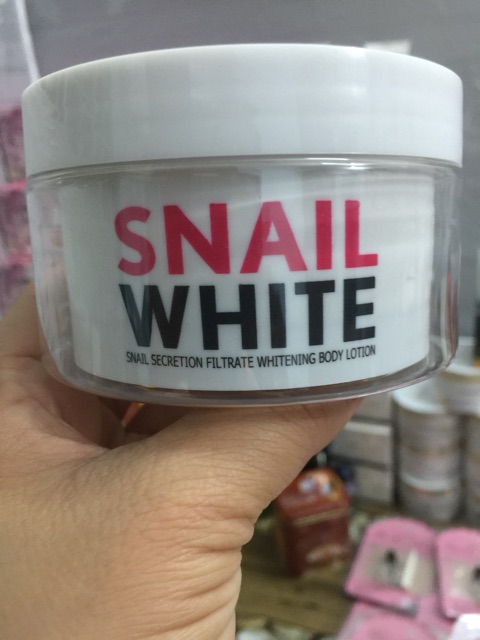 SNAIL
WHITE
SNAIL SECRETION FILTRATE WHITENING BODY LOTION